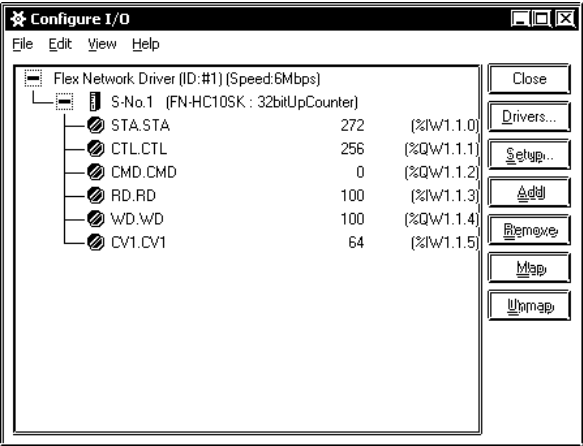 Configure I/O
File Edit View Help
Flex Network Driver (ID:#1) (Speed:6Mbps)
S-No.1 (FN-HC10SK : 32bitUpCounter)
STA.STA 272 (%IW1.1.0)
CTL.CTL 256 (%QW1.1.1)
CMD.CMD 0 (%QW1.1.2)
RD.RD 100 (%IW1.1.3)
WD.WD 100 (%QW1.1.4)
CV1.CV1 64 (%IW1.1.5)
Close
Drivers...
Setup...
Add
Remove
Map
Unmap